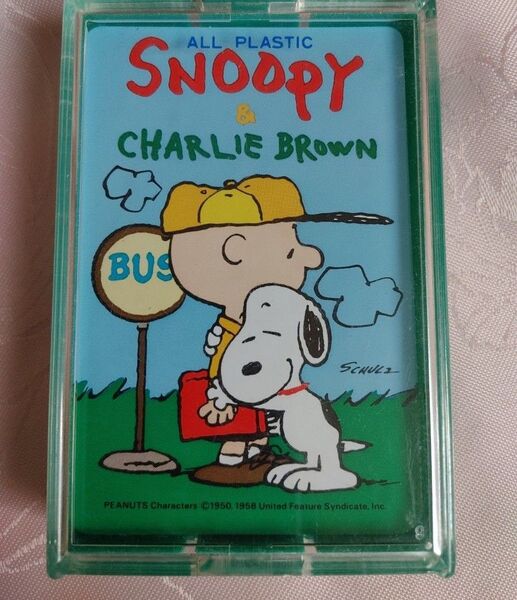 ALL PLASTIC
SNOOPY
&
CHARLIE BROWN
BUS
SCHULZ
PEANUTS Characters ©1950, 1958 United Feature Syndicate, Inc.